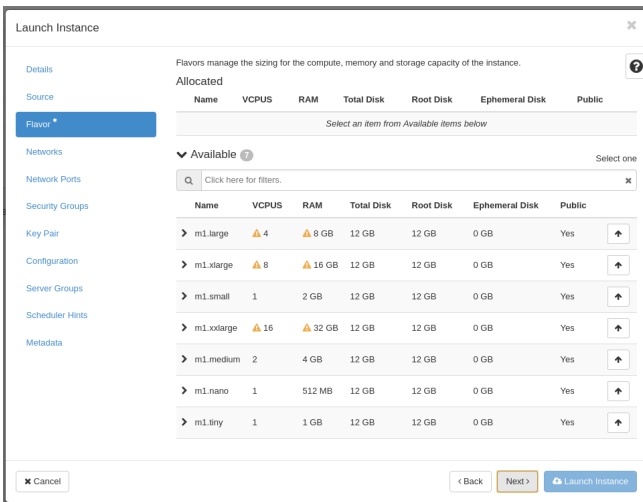 Launch Instance
Details
Source
Flavor *
Networks
Network Ports
Security Groups
Key Pair
Configuration
Server Groups
Scheduler Hints
Metadata
Flavors manage the sizing for the compute, memory and storage capacity of the instance.
Allocated
Name VCPUS RAM Total Disk Root Disk Ephemeral Disk Public
Select an item from Available items below
Available 7
Select one
Click here for filters.
Name VCPUS RAM Total Disk Root Disk Ephemeral Disk Public
m1.large 4 8 GB 12 GB 12 GB 0 GB Yes
m1.xlarge 8 16 GB 12 GB 12 GB 0 GB Yes
m1.small 1 2 GB 12 GB 12 GB 0 GB Yes
m1.xxlarge 16 32 GB 12 GB 12 GB 0 GB Yes
m1.medium 2 4 GB 12 GB 12 GB 0 GB Yes
m1.nano 1 512 MB 12 GB 12 GB 0 GB Yes
m1.tiny 1 1 GB 12 GB 12 GB 0 GB Yes
Cancel
< Back Next > Launch Instance